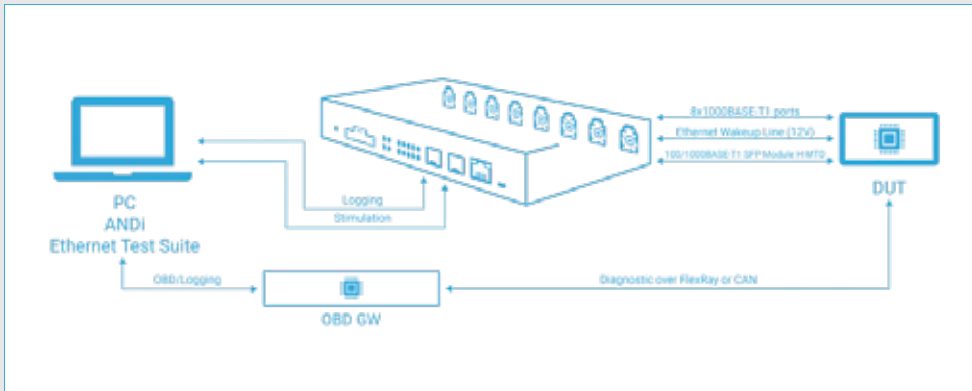 8x1000BASE-T1 ports
Ethernet Wakeup Line (12V)
100/1000BASE-T1 SFP Module H-MTD
DUT
Logging
Stimulation
PC
ANDi
Ethernet Test Suite
OBD/Logging
Diagnostic over FlexRay or CAN
OBD GW